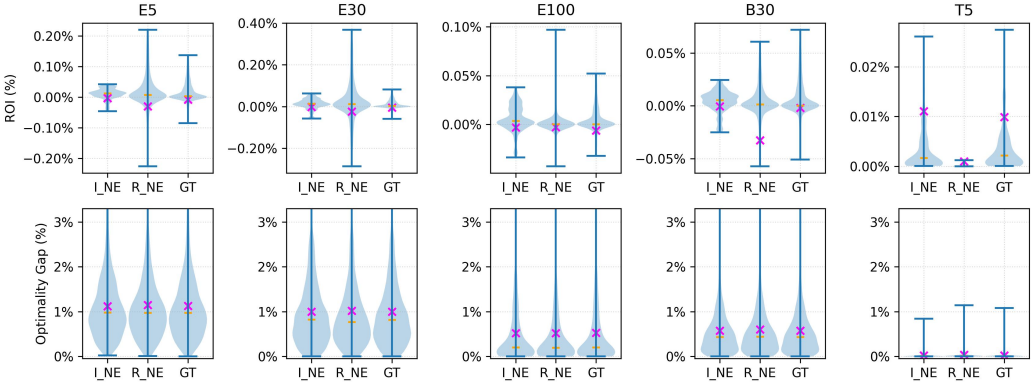 E5 E30 E100 B30 T5
ROI (%)
0.20%
0.10%
0.00%
−0.10%
−0.20%
I_NE R_NE GT
0.40%
0.20%
0.00%
−0.20%
I_NE R_NE GT
0.10%
0.05%
0.00%
I_NE R_NE GT
0.05%
0.00%
−0.05%
I_NE R_NE GT
0.02%
0.01%
0.00%
I_NE R_NE GT
Optimality Gap (%)
3%
2%
1%
0%
I_NE R_NE GT
3%
2%
1%
0%
I_NE R_NE GT
3%
2%
1%
0%
I_NE R_NE GT
3%
2%
1%
0%
I_NE R_NE GT
3%
2%
1%
0%
I_NE R_NE GT